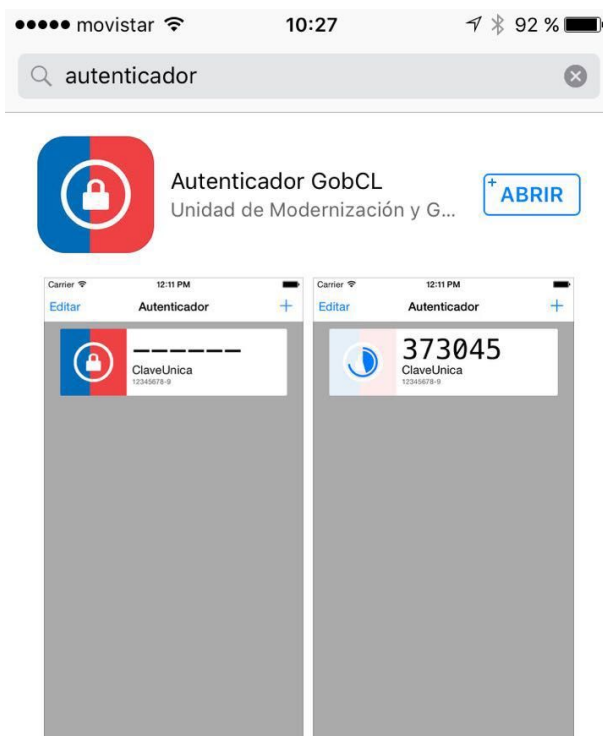 movistar 10:27 92 %
autenticador
Autenticador GobCL
Unidad de Modernización y G...
+ABRIR
Carrier 12:11 PM
Editar Autenticador +
ClaveUnica
12345678-9
Carrier 12:11 PM
Editar Autenticador +
373045
ClaveUnica
12345678-9